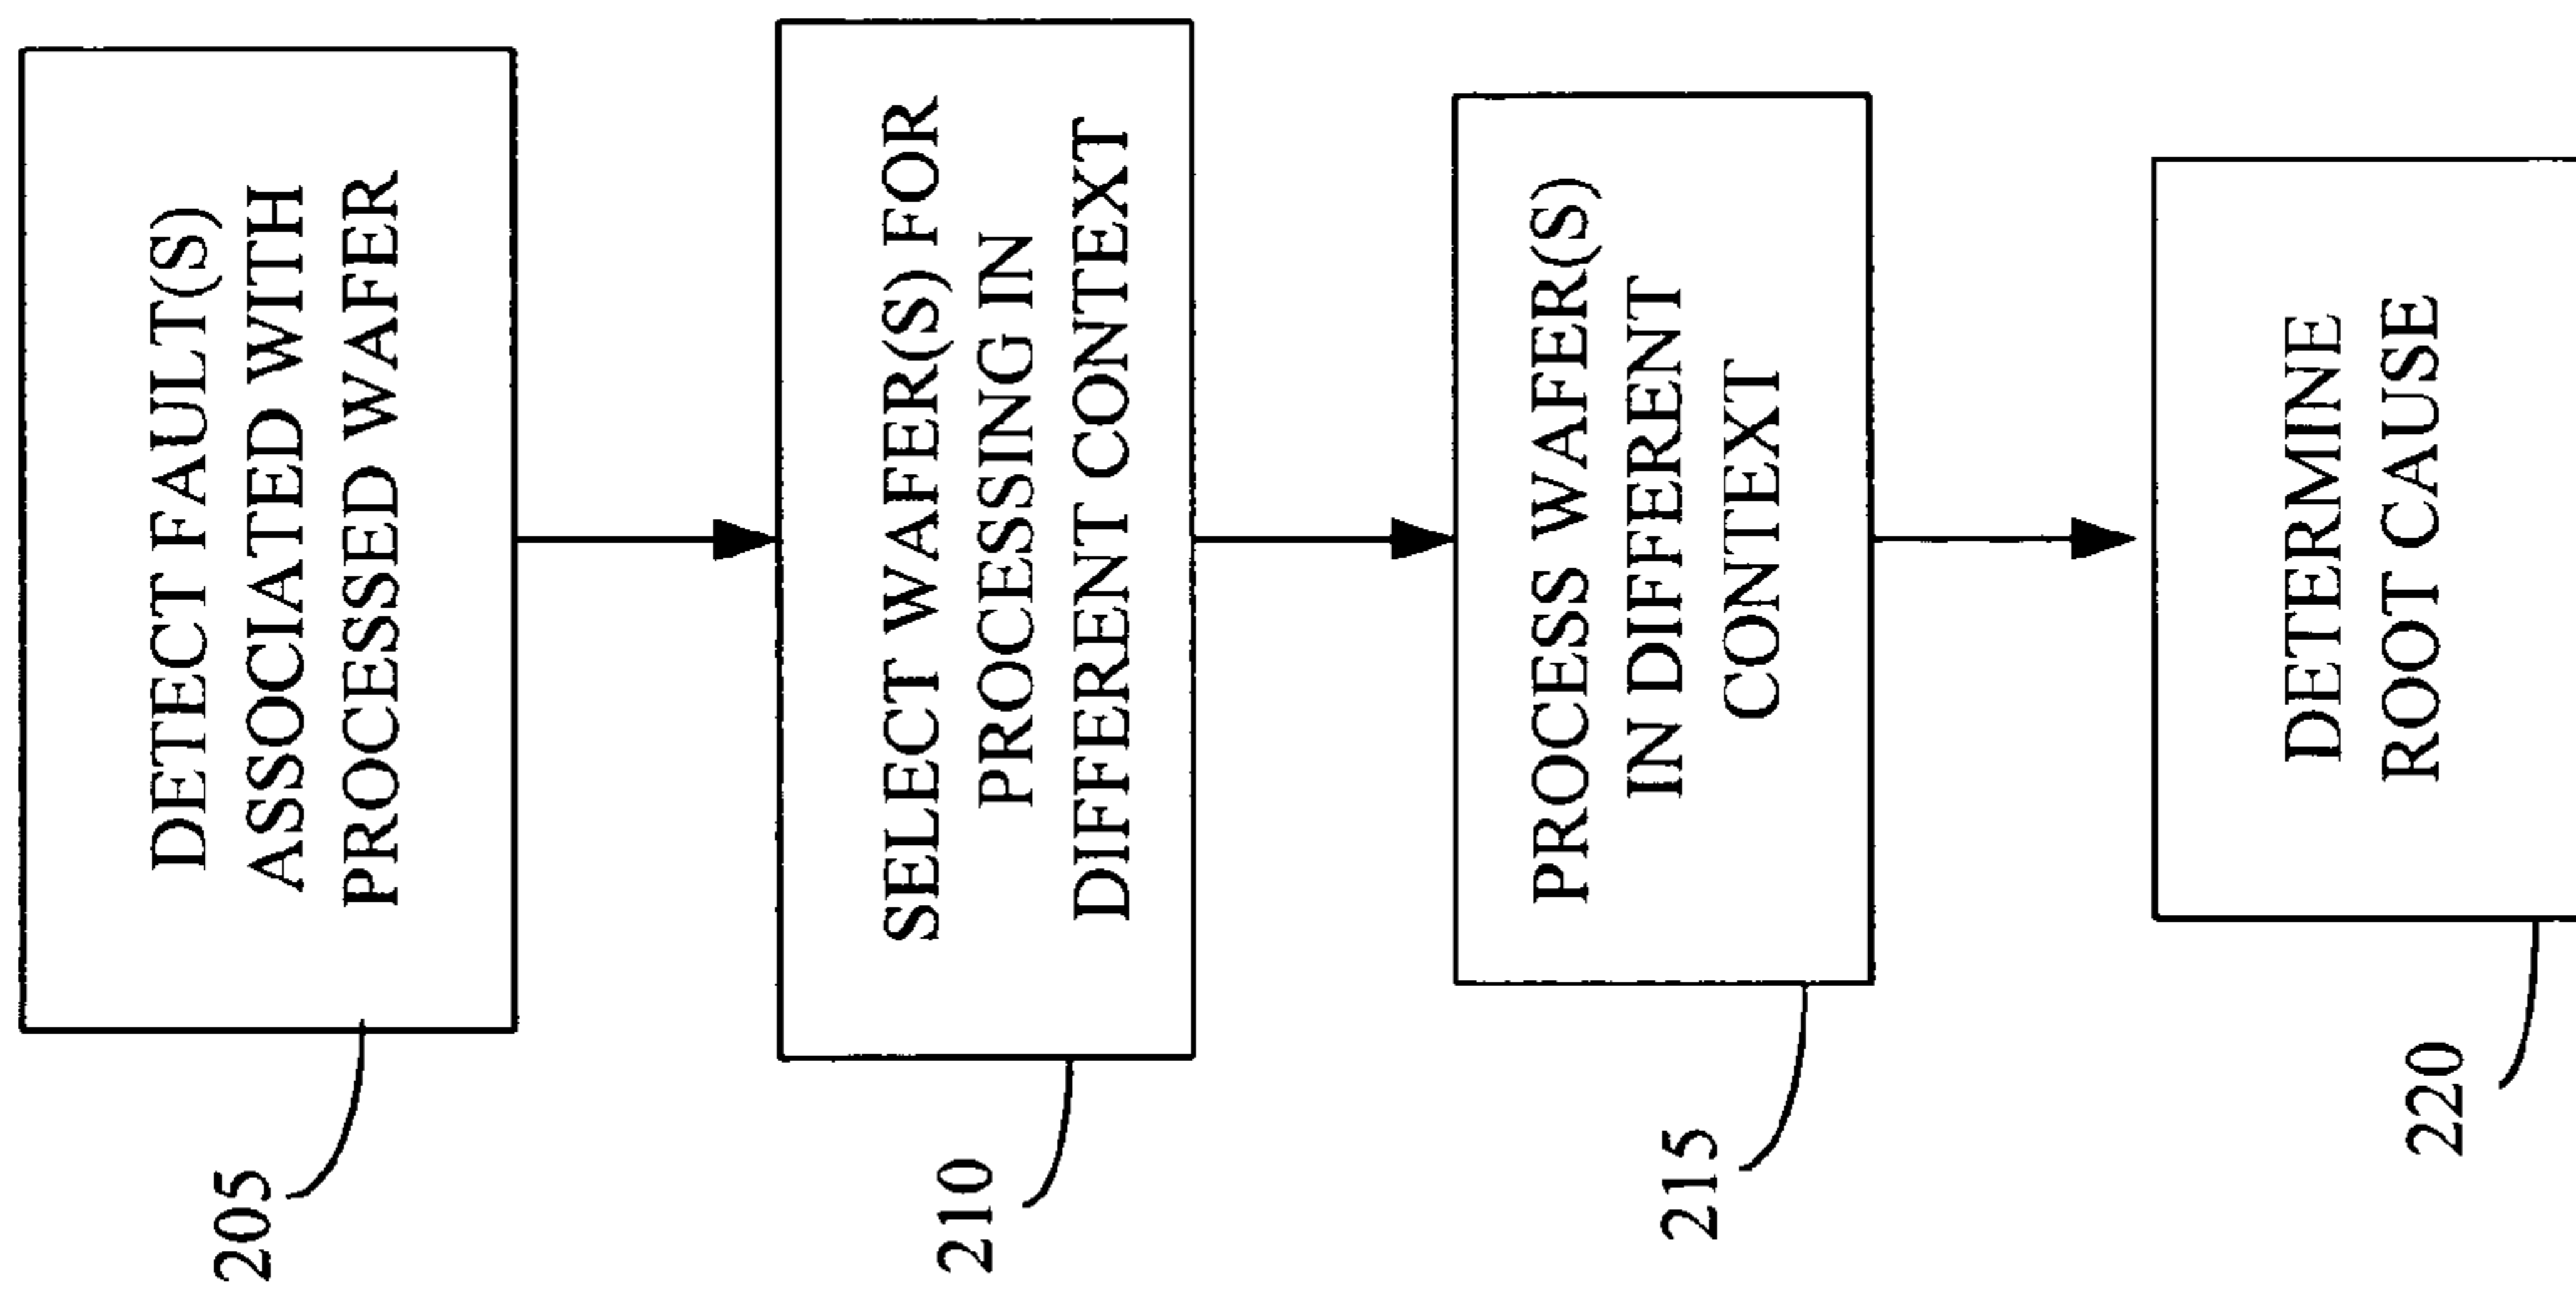 DETECT FAULT(S)
ASSOCIATED WITH
PROCESSED WAFER
205
SELECT WAFER(S) FOR
PROCESSING IN
DIFFERENT CONTEXT
210
PROCESS WAFER(S)
IN DIFFERENT
CONTEXT
215
DETERMINE
ROOT CAUSE
220